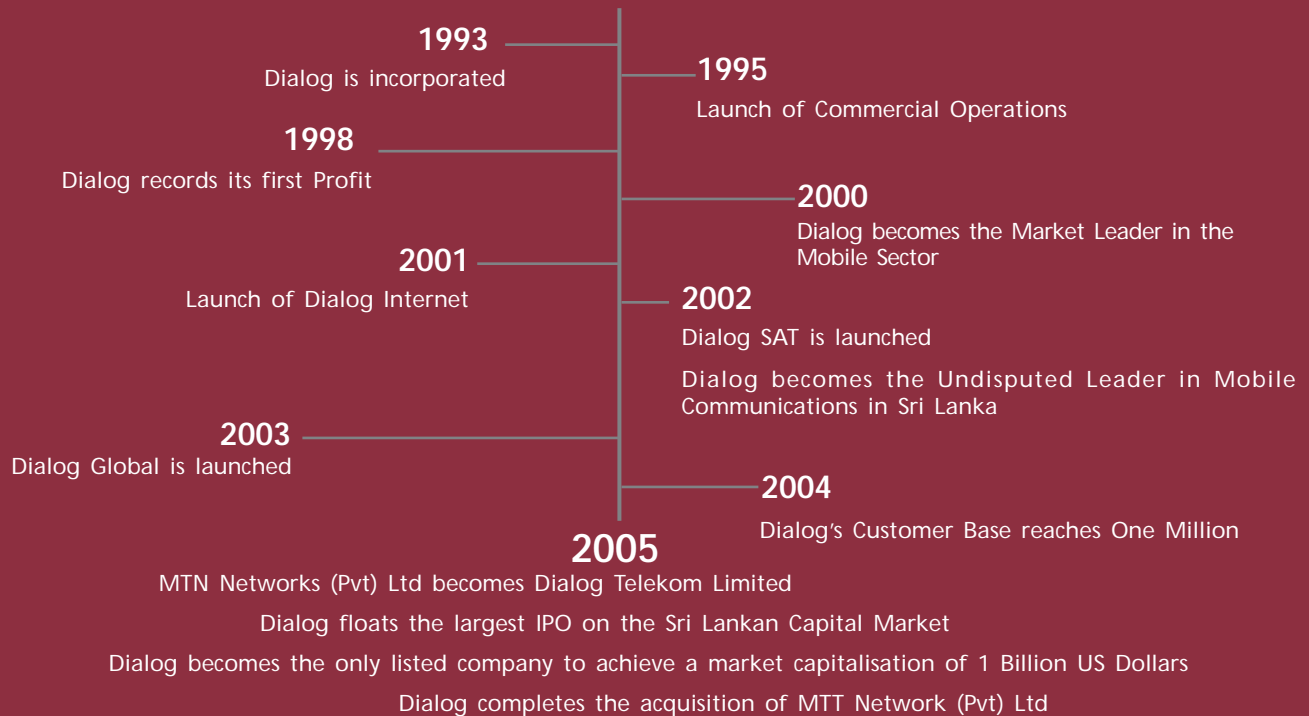 1993
Dialog is incorporated
1995
Launch of Commercial Operations
1998
Dialog records its first Profit
2000
Dialog becomes the Market Leader in the
Mobile Sector
2001
Launch of Dialog Internet
2002
Dialog SAT is launched
Dialog becomes the Undisputed Leader in Mobile
Communications in Sri Lanka
2003
Dialog Global is launched
2004
Dialog's Customer Base reaches One Million
2005
MTN Networks (Pvt) Ltd becomes Dialog Telekom Limited
Dialog floats the largest IPO on the Sri Lankan Capital Market
Dialog becomes the only listed company to achieve a market capitalisation of 1 Billion US Dollars
Dialog completes the acquisition of MTT Network (Pvt) Ltd